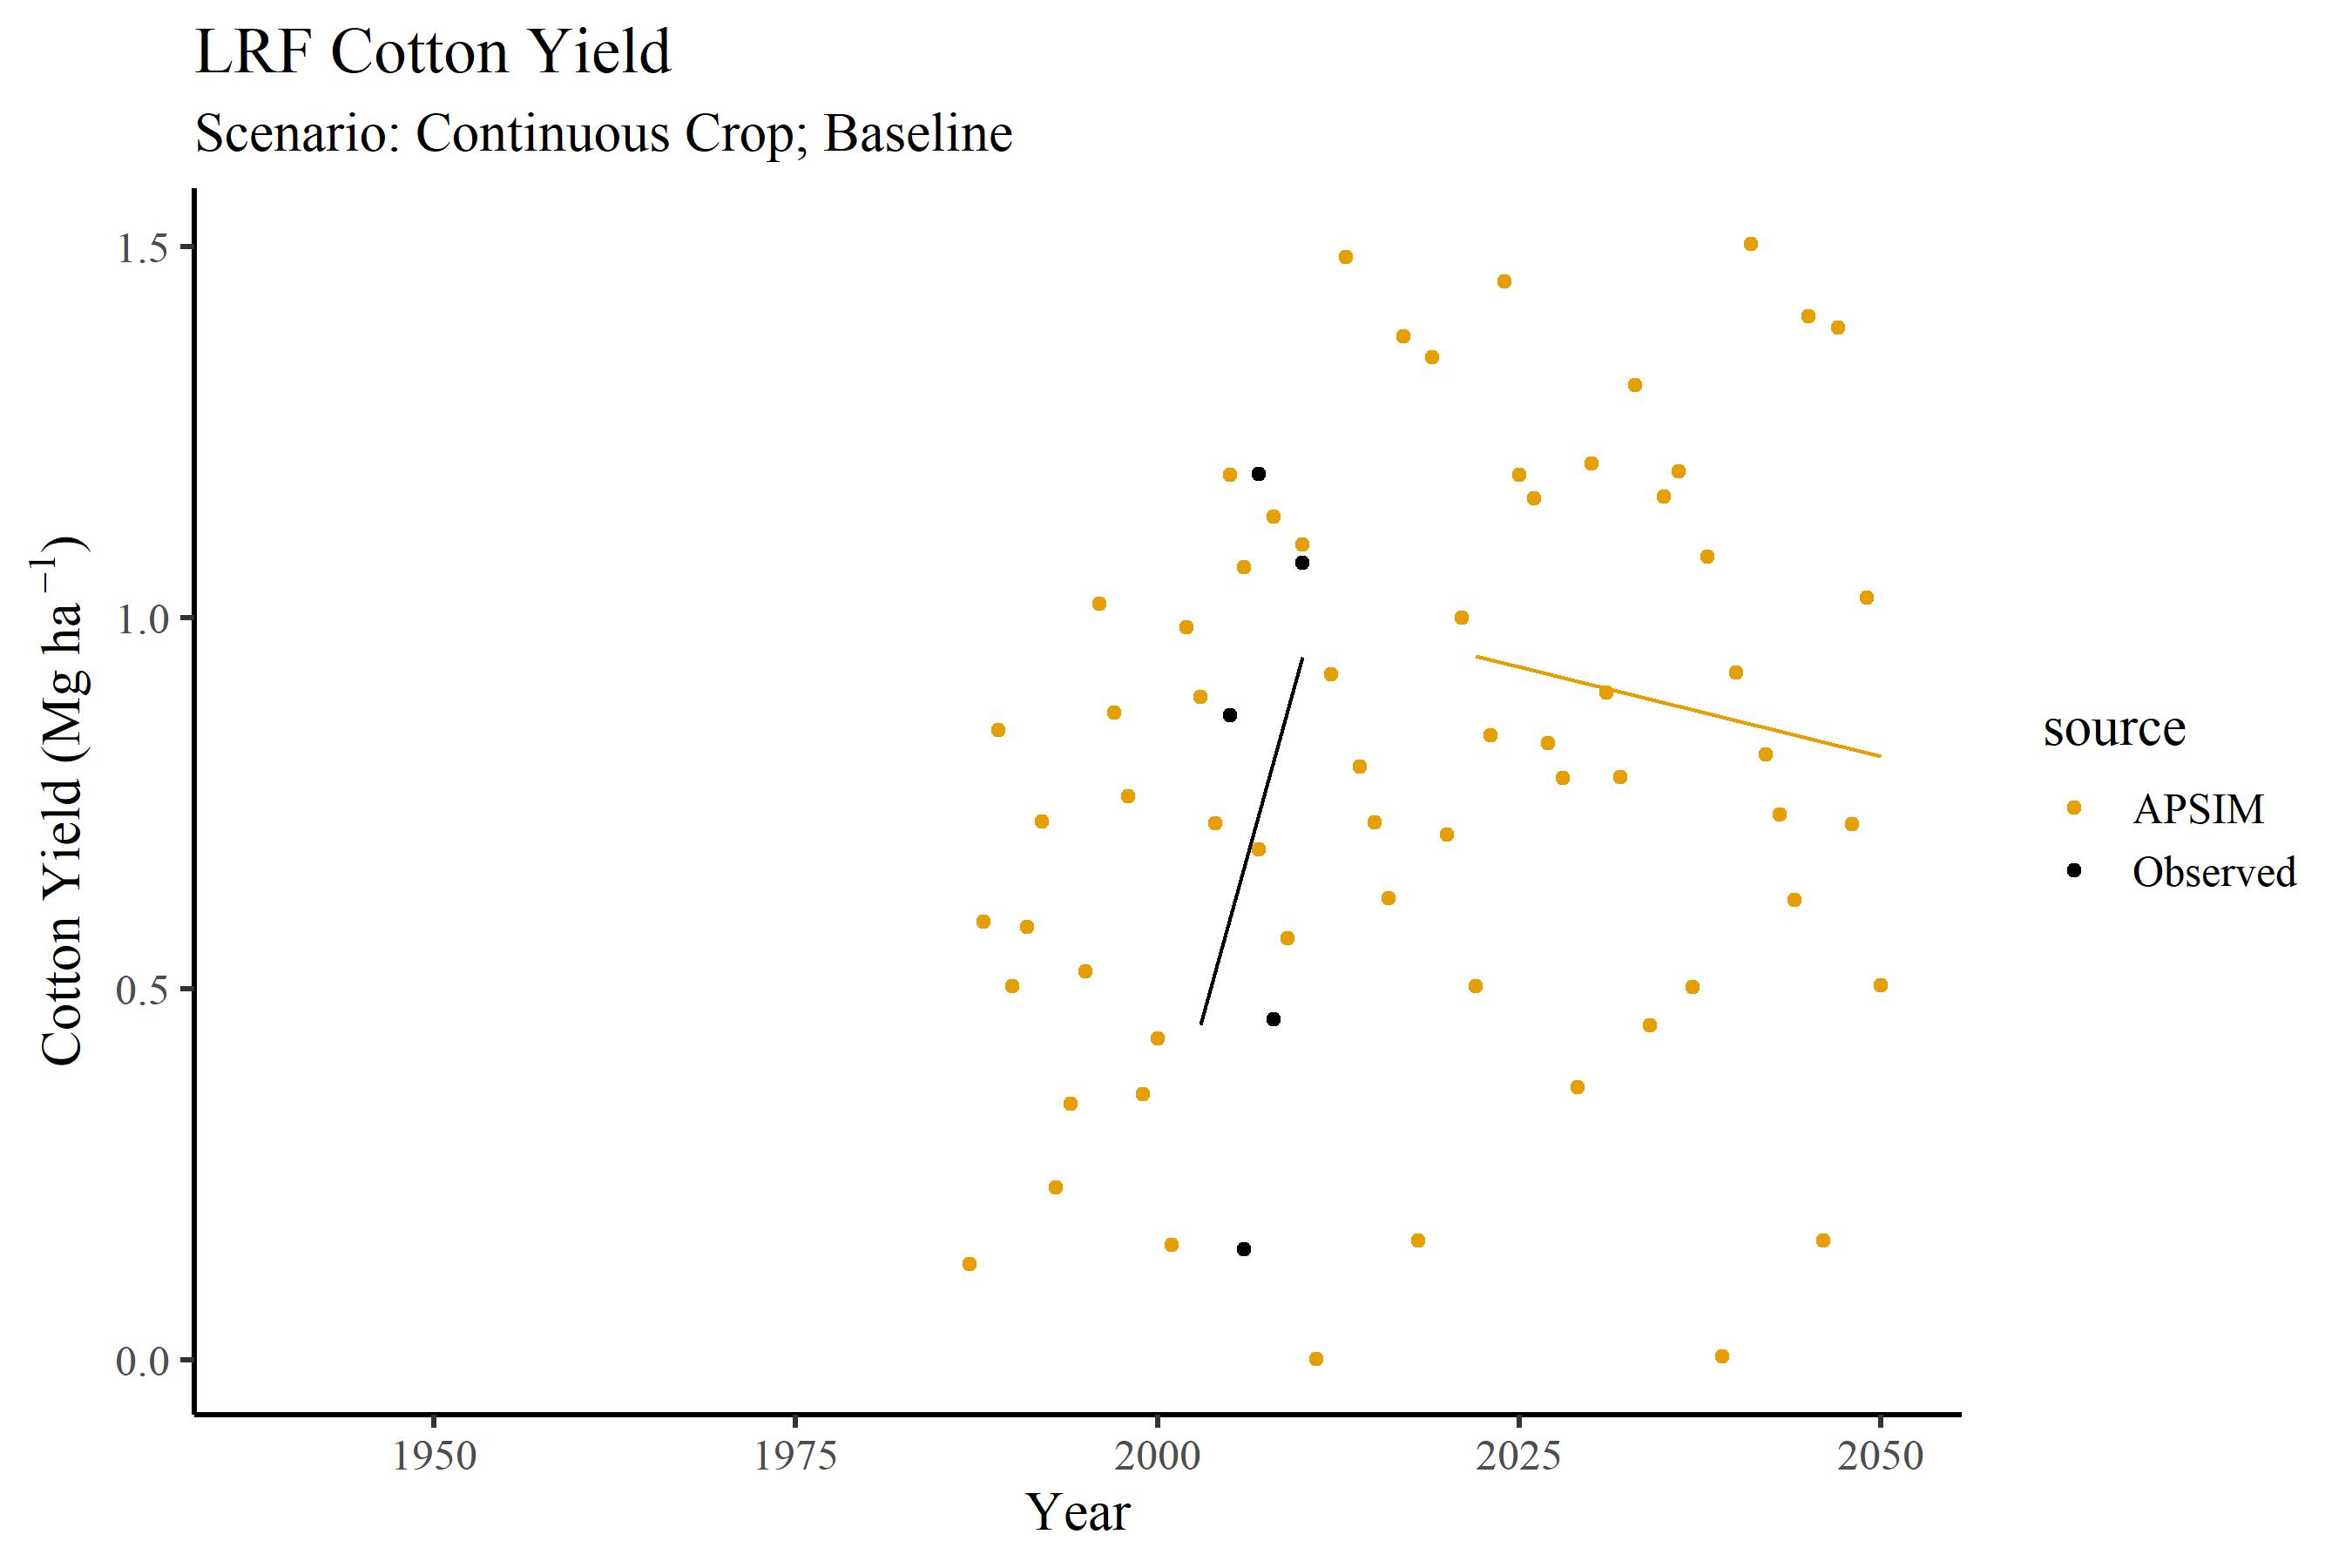 LRF Cotton Yield
Scenario: Continuous Crop; Baseline
Cotton Yield (Mg ha⁻¹)
1.5
1.0
0.5
0.0
1950 1975 2000 2025 2050
Year
source
APSIM
Observed